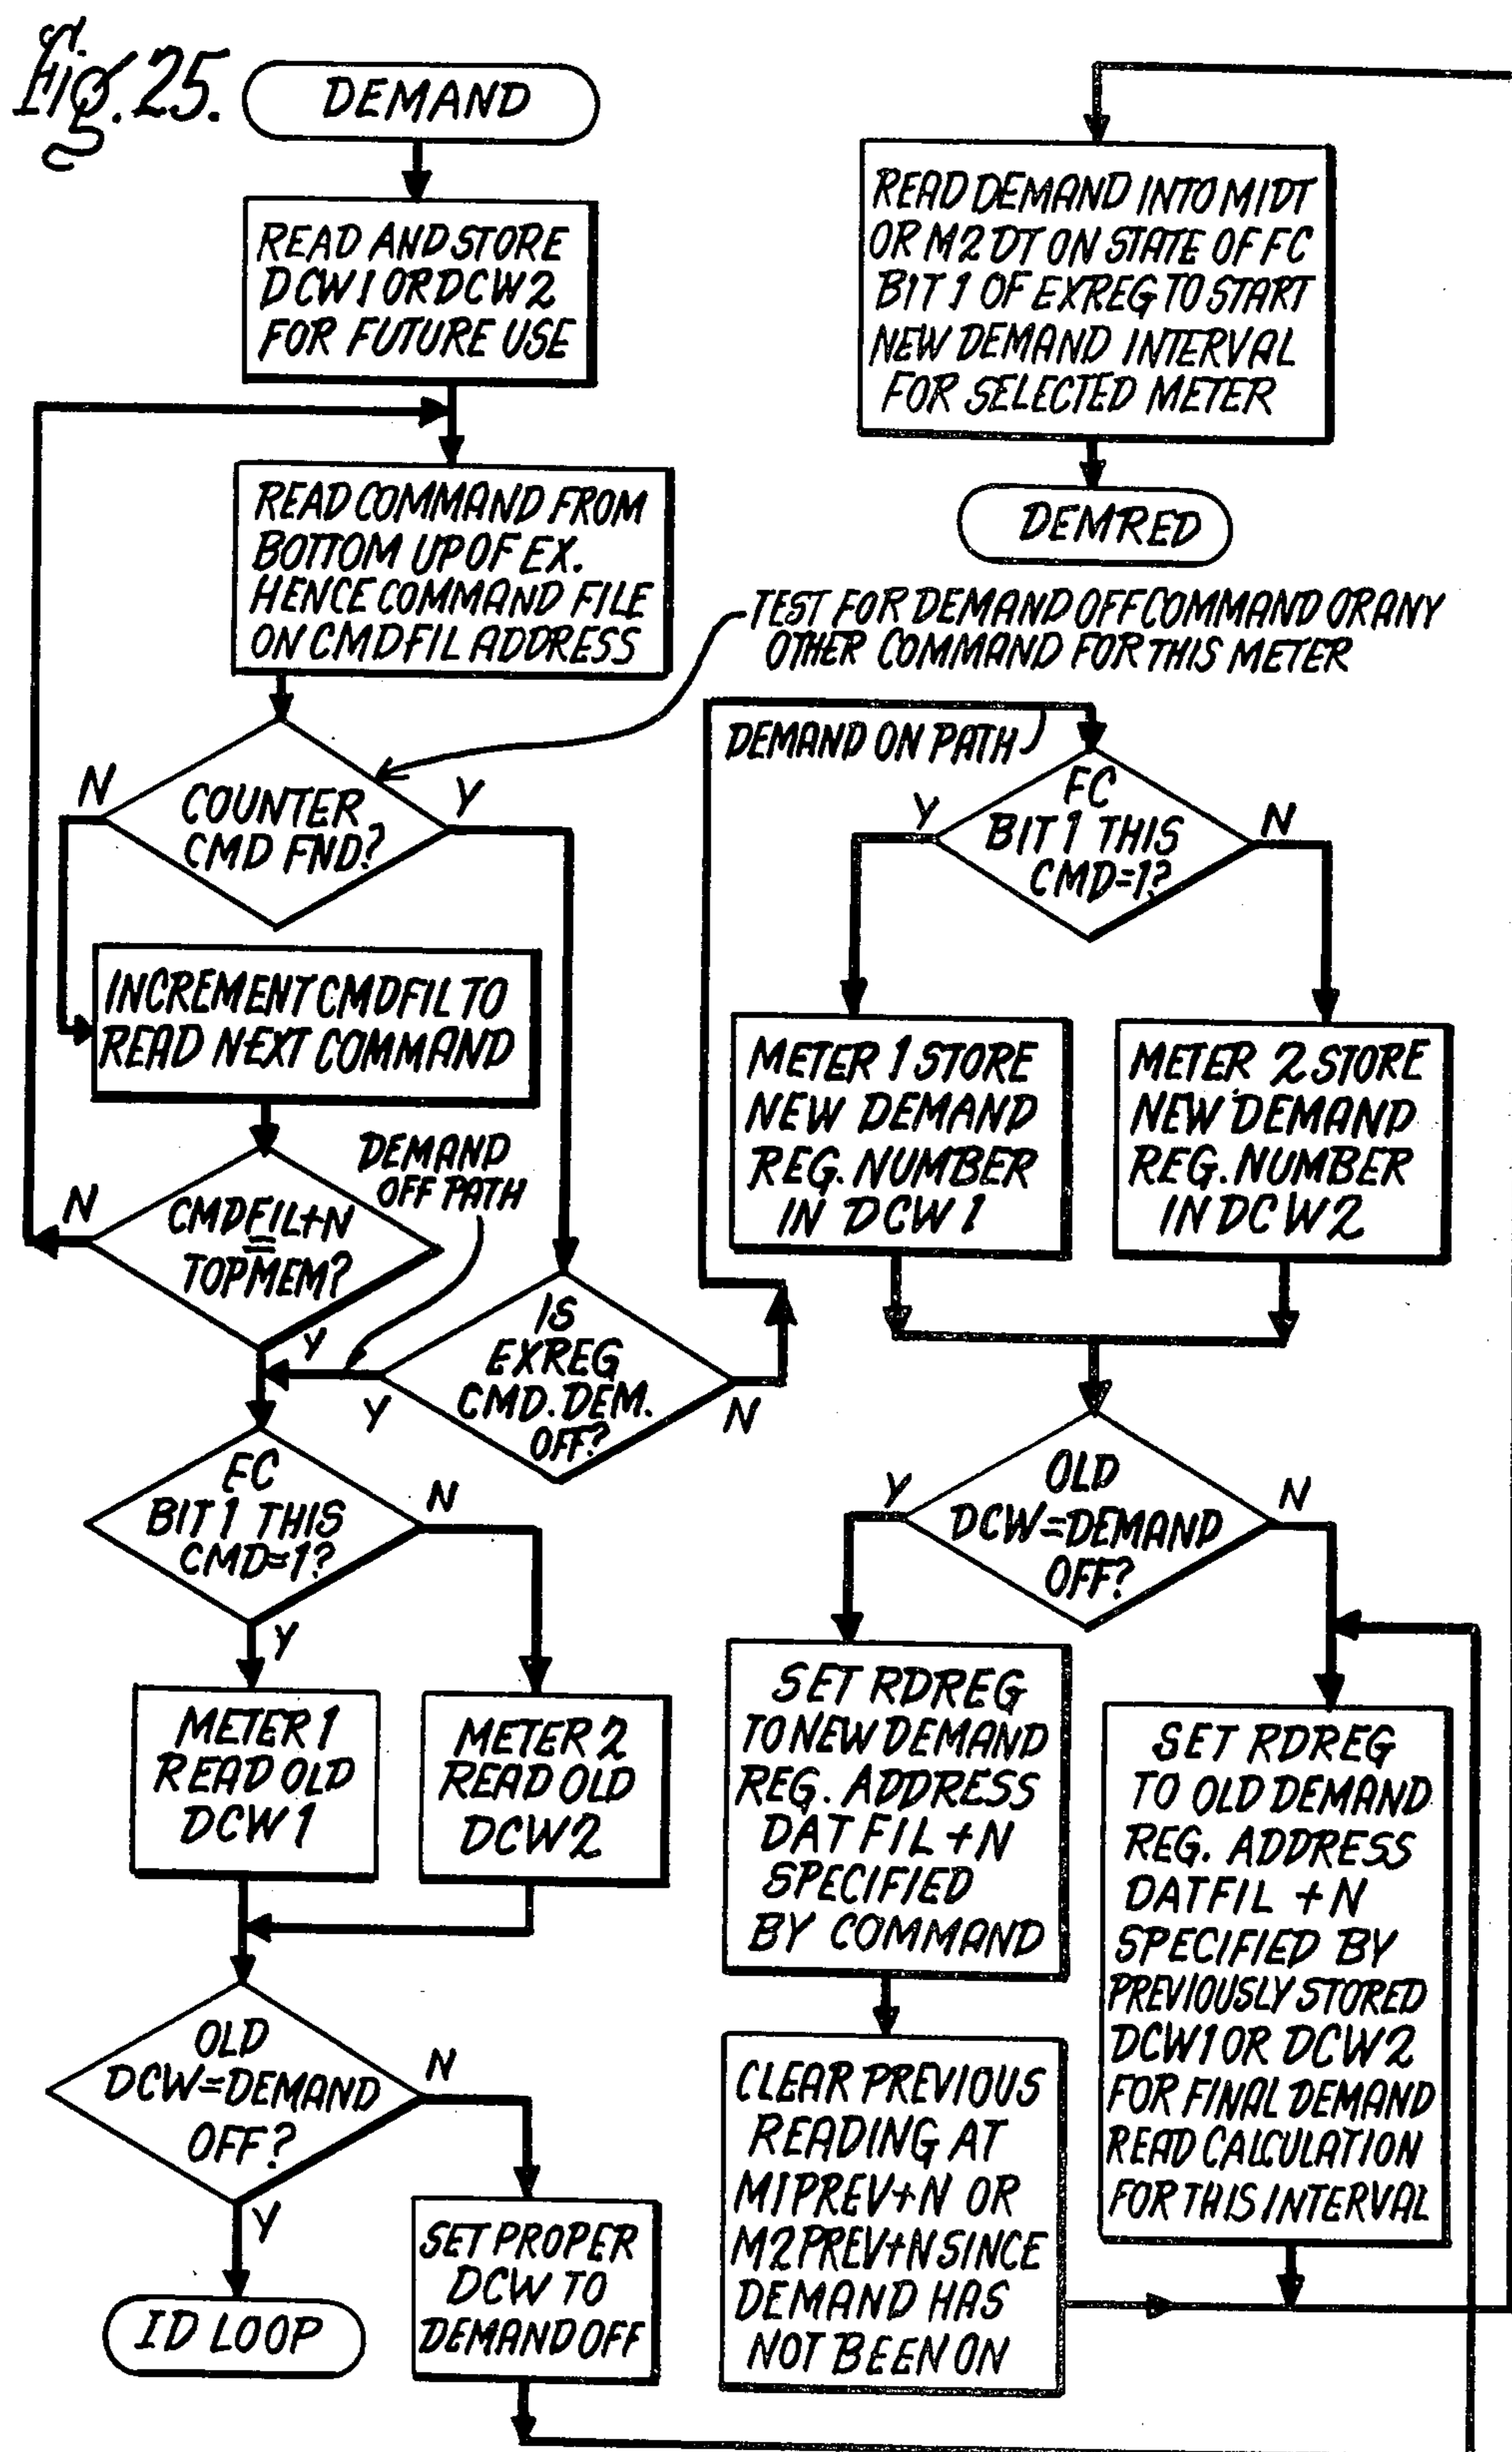 Fig. 25.
DEMAND
READ AND STORE
DCW1 OR DCW2
FOR FUTURE USE
READ COMMAND FROM
BOTTOM UP OF EX.
HENCE COMMAND FILE
ON CMDFIL ADDRESS
N
COUNTER
CMD FND?
Y
INCREMENT CMDFIL TO
READ NEXT COMMAND
DEMAND
OFF PATH
N
CMDFIL+N
=
TOPMEM?
Y
IS
EXREG
CMD. DEM.
OFF?
Y
N
FC
BIT 1 THIS
CMD=1?
N
Y
METER 1
READ OLD
DCW 1
METER 2
READ OLD
DCW 2
OLD
DCW=DEMAND
OFF?
N
Y
ID LOOP
SET PROPER
DCW TO
DEMAND OFF
READ DEMAND INTO M1DT
OR M2DT ON STATE OF FC
BIT 1 OF EXREG TO START
NEW DEMAND INTERVAL
FOR SELECTED METER
DEMRED
TEST FOR DEMAND OFF COMMAND OR ANY
OTHER COMMAND FOR THIS METER
DEMAND ON PATH
Y
FC
BIT 1 THIS
CMD=1?
N
METER 1 STORE
NEW DEMAND
REG. NUMBER
IN DCW 1
METER 2 STORE
NEW DEMAND
REG. NUMBER
IN DCW 2
Y
OLD
DCW=DEMAND
OFF?
N
SET RDREG
TO NEW DEMAND
REG. ADDRESS
DAT FIL +N
SPECIFIED
BY COMMAND
CLEAR PREVIOUS
READING AT
M1PREV+N OR
M2PREV+N SINCE
DEMAND HAS
NOT BEEN ON
SET RDREG
TO OLD DEMAND
REG. ADDRESS
DATFIL +N
SPECIFIED BY
PREVIOUSLY STORED
DCW1 OR DCW2
FOR FINAL DEMAND
READ CALCULATION
FOR THIS INTERVAL